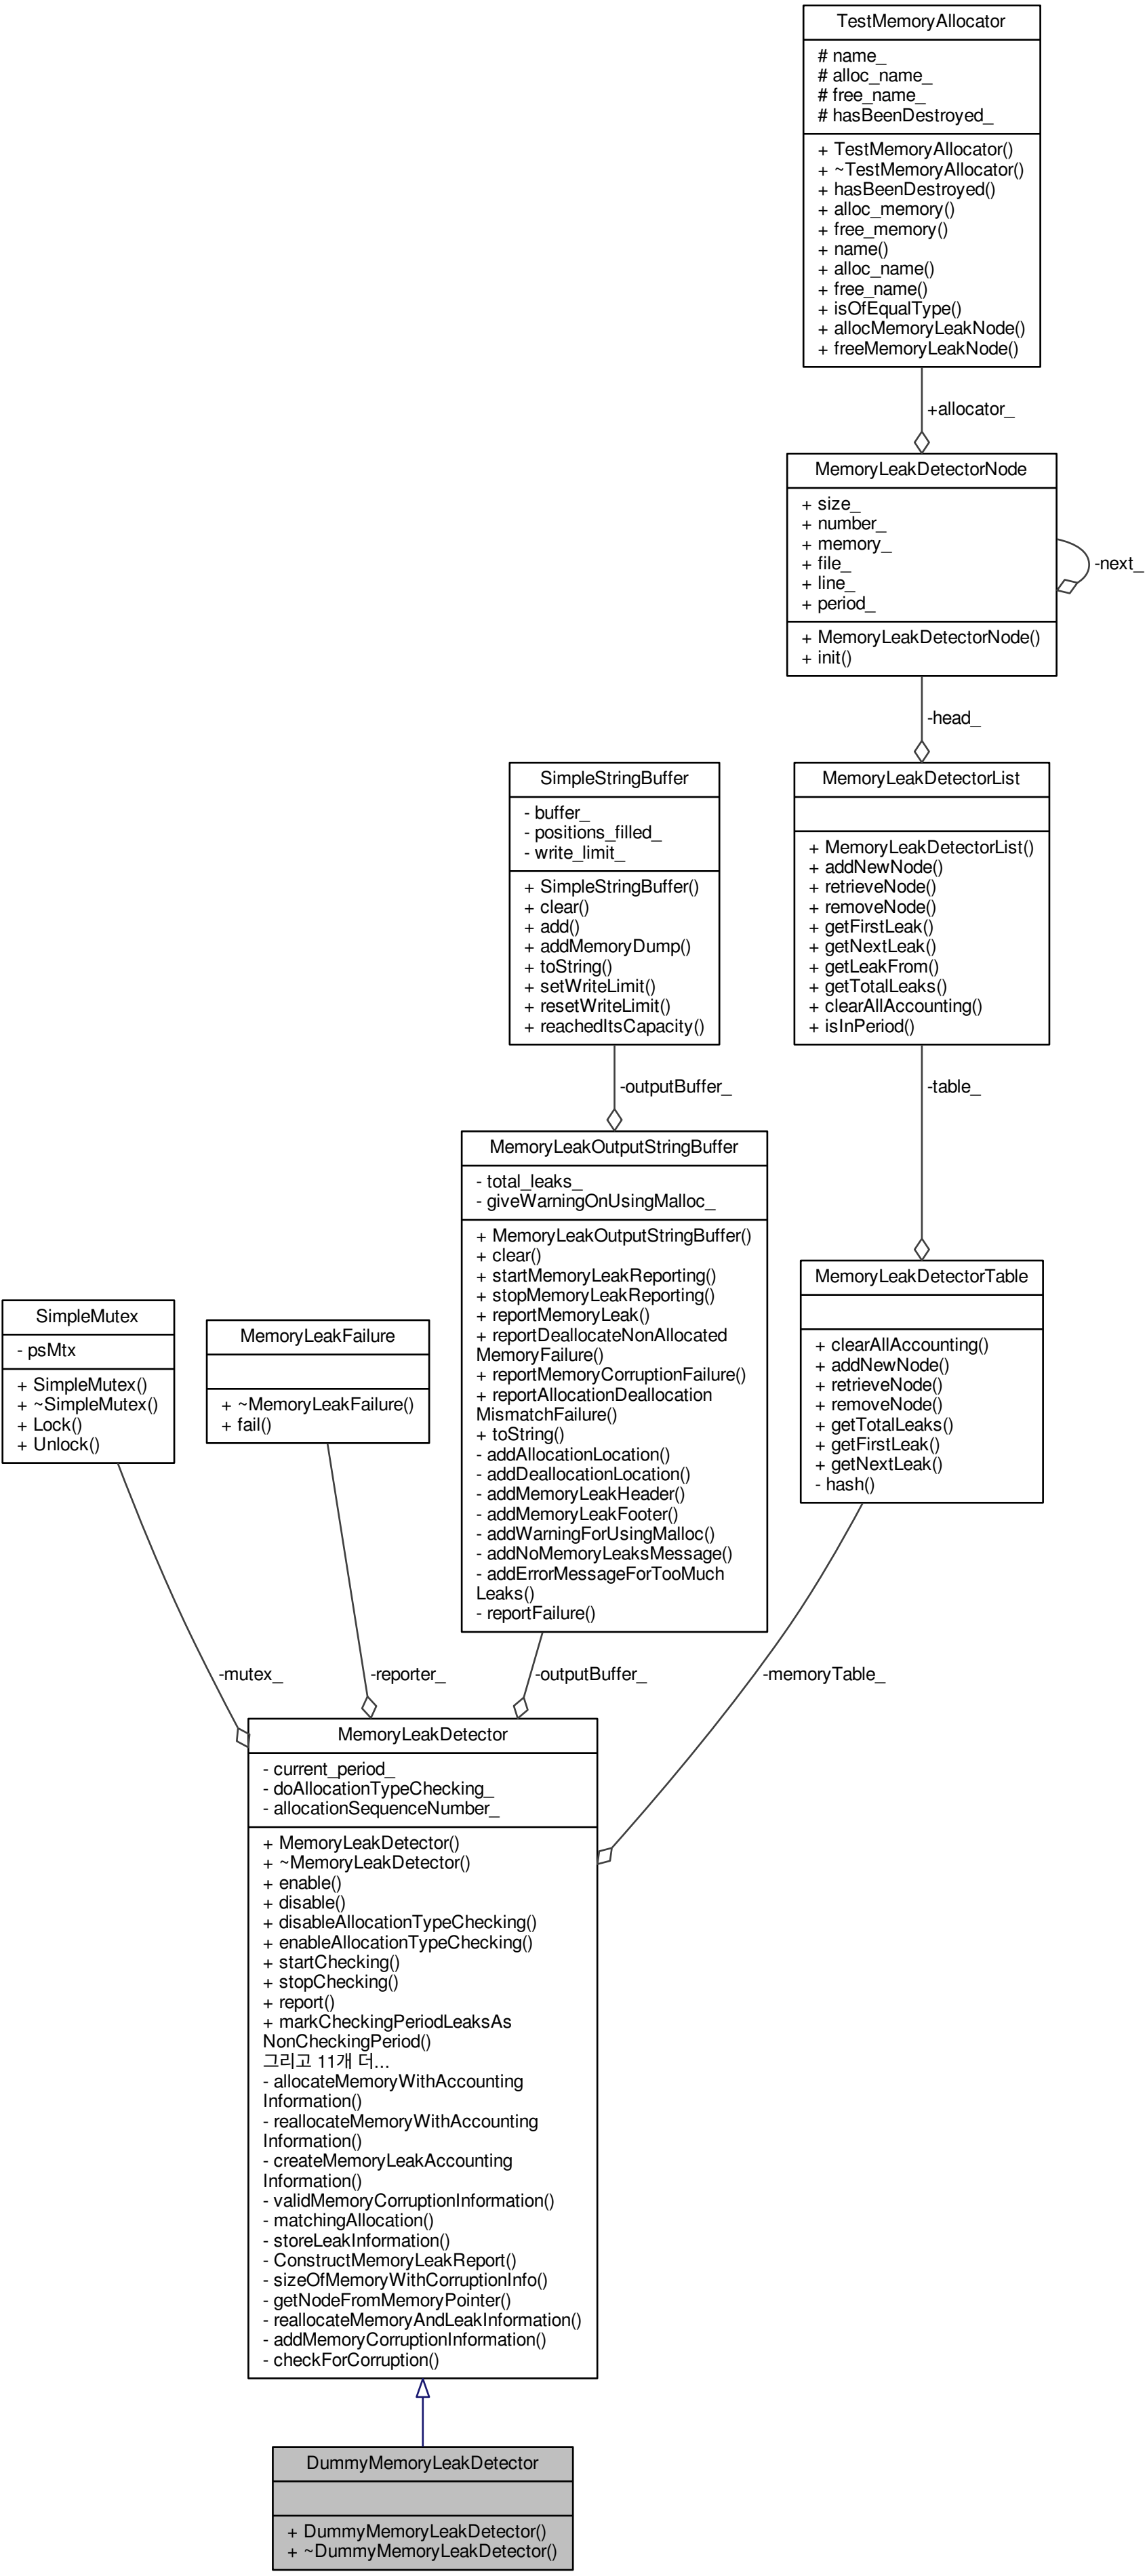 TestMemoryAllocator
# name_
# alloc_name_
# free_name_
# hasBeenDestroyed_
+ TestMemoryAllocator()
+ ~TestMemoryAllocator()
+ hasBeenDestroyed()
+ alloc_memory()
+ free_memory()
+ name()
+ alloc_name()
+ free_name()
+ isOfEqualType()
+ allocMemoryLeakNode()
+ freeMemoryLeakNode()
+allocator_
MemoryLeakDetectorNode
+ size_
+ number_
+ memory_
+ file_
+ line_
+ period_
+ MemoryLeakDetectorNode()
+ init()
-next_
-head_
SimpleStringBuffer
- buffer_
- positions_filled_
- write_limit_
+ SimpleStringBuffer()
+ clear()
+ add()
+ addMemoryDump()
+ toString()
+ setWriteLimit()
+ resetWriteLimit()
+ reachedItsCapacity()
MemoryLeakDetectorList
+ MemoryLeakDetectorList()
+ addNewNode()
+ retrieveNode()
+ removeNode()
+ getFirstLeak()
+ getNextLeak()
+ getLeakFrom()
+ getTotalLeaks()
+ clearAllAccounting()
+ isInPeriod()
-outputBuffer_
-table_
MemoryLeakOutputStringBuffer
- total_leaks_
- giveWarningOnUsingMalloc_
+ MemoryLeakOutputStringBuffer()
+ clear()
+ startMemoryLeakReporting()
+ stopMemoryLeakReporting()
+ reportMemoryLeak()
+ reportDeallocateNonAllocated
MemoryFailure()
+ reportMemoryCorruptionFailure()
+ reportAllocationDeallocation
MismatchFailure()
+ toString()
- addAllocationLocation()
- addDeallocationLocation()
- addMemoryLeakHeader()
- addMemoryLeakFooter()
- addWarningForUsingMalloc()
- addNoMemoryLeaksMessage()
- addErrorMessageForTooMuch
Leaks()
- reportFailure()
MemoryLeakDetectorTable
+ clearAllAccounting()
+ addNewNode()
+ retrieveNode()
+ removeNode()
+ getTotalLeaks()
+ getFirstLeak()
+ getNextLeak()
- hash()
SimpleMutex
- psMtx
+ SimpleMutex()
+ ~SimpleMutex()
+ Lock()
+ Unlock()
MemoryLeakFailure
+ ~MemoryLeakFailure()
+ fail()
-mutex_
-reporter_
-outputBuffer_
-memoryTable_
MemoryLeakDetector
- current_period_
- doAllocationTypeChecking_
- allocationSequenceNumber_
+ MemoryLeakDetector()
+ ~MemoryLeakDetector()
+ enable()
+ disable()
+ disableAllocationTypeChecking()
+ enableAllocationTypeChecking()
+ startChecking()
+ stopChecking()
+ report()
+ markCheckingPeriodLeaksAs
NonCheckingPeriod()
그리고 11개 더...
- allocateMemoryWithAccounting
Information()
- reallocateMemoryWithAccounting
Information()
- createMemoryLeakAccounting
Information()
- validMemoryCorruptionInformation()
- matchingAllocation()
- storeLeakInformation()
- ConstructMemoryLeakReport()
- sizeOfMemoryWithCorruptionInfo()
- getNodeFromMemoryPointer()
- reallocateMemoryAndLeakInformation()
- addMemoryCorruptionInformation()
- checkForCorruption()
DummyMemoryLeakDetector
+ DummyMemoryLeakDetector()
+ ~DummyMemoryLeakDetector()